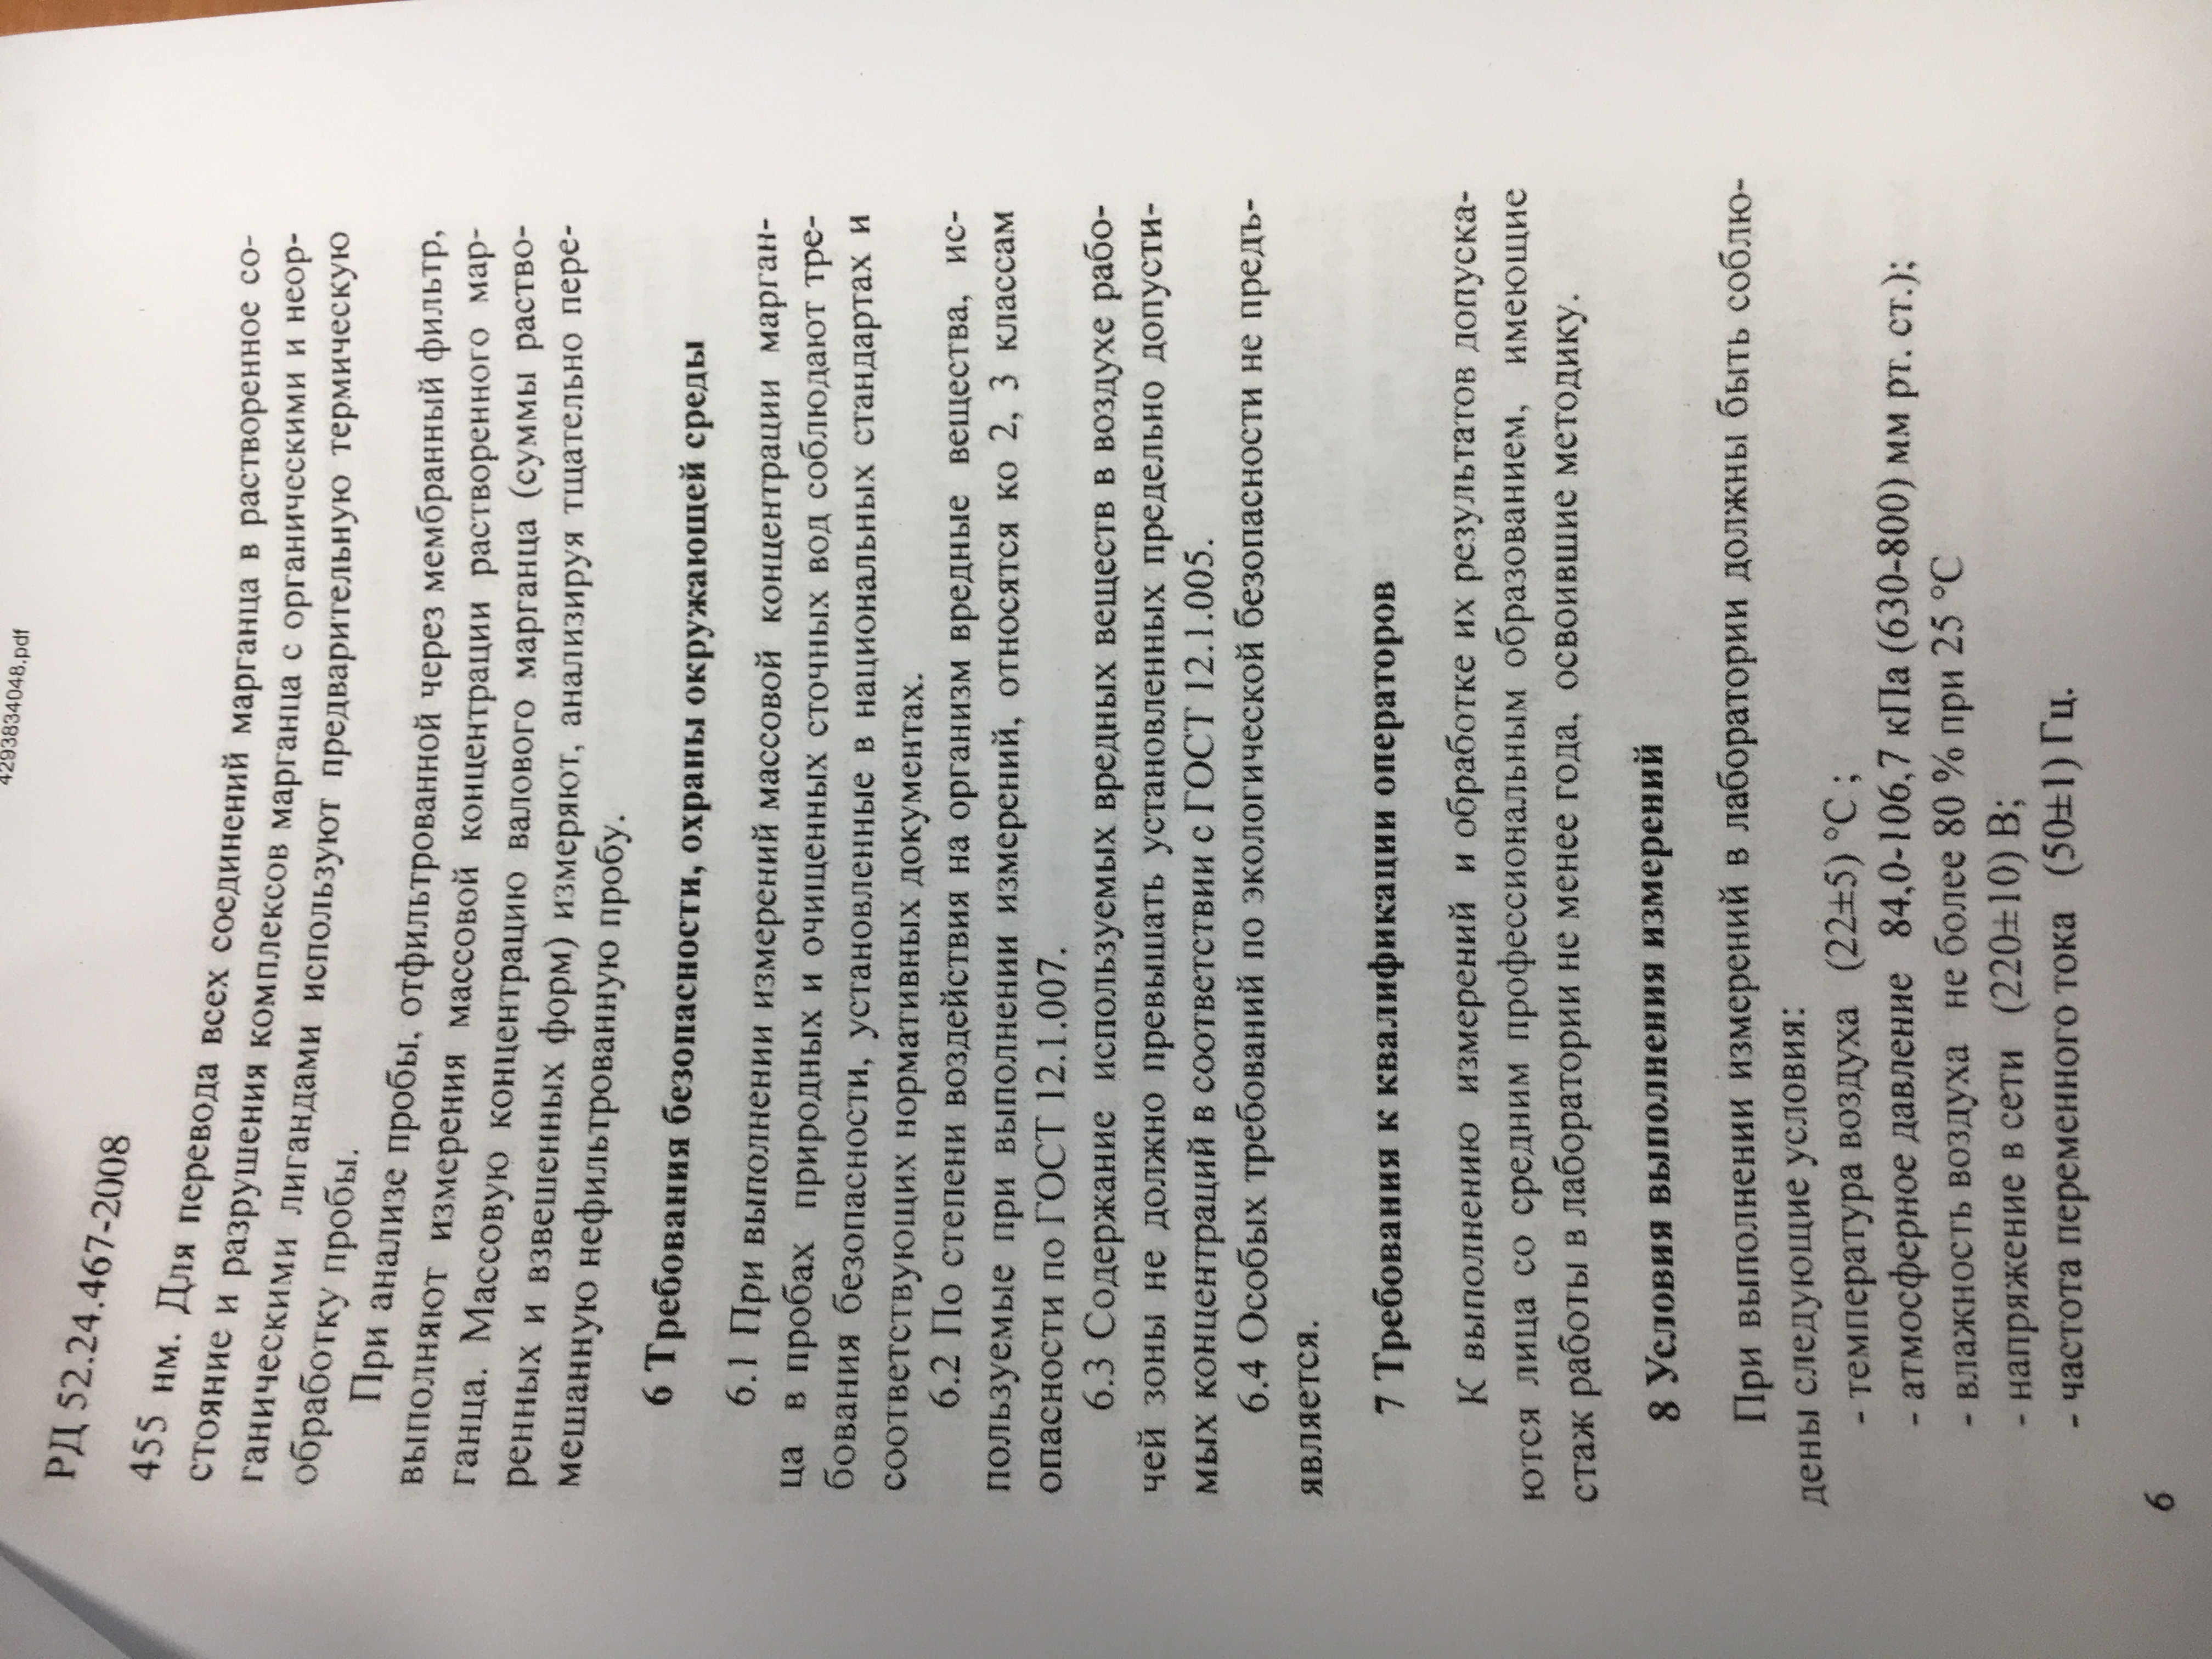 42938334048.pdf
РД 52.24.467-2008
455 нм. Для перевода всех соединений марганца в растворенное со-
стояние и разрушения комплексов марганца с органическими и неор-
ганическими лигандами используют предварительную термическую
обработку пробы.
При анализе пробы, отфильтрованной через мембранный фильтр,
выполняют измерения массовой концентрации растворенного мар-
ганца. Массовую концентрацию валового марганца (суммы раство-
ренных и взвешенных форм) измеряют, анализируя тщательно пере-
мешанную нефильтрованную пробу.
6 Требования безопасности, охраны окружающей среды
6.1 При выполнении измерений массовой концентрации марган-
ца в пробах природных и очищенных сточных вод соблюдают тре-
бования безопасности, установленные в национальных стандартах и
соответствующих нормативных документах.
6.2 По степени воздействия на организм вредные вещества, ис-
пользуемые при выполнении измерений, относятся ко 2, 3 классам
опасности по ГОСТ 12.1.007.
6.3 Содержание используемых вредных веществ в воздухе рабо-
чей зоны не должно превышать установленных предельно допусти-
мых концентраций в соответствии с ГОСТ 12.1.005.
6.4 Особых требований по экологической безопасности не предъ-
является.
7 Требования к квалификации операторов
К выполнению измерений и обработке их результатов допуска-
ются лица со средним профессиональным образованием, имеющие
стаж работы в лаборатории не менее года, освоившие методику.
8 Условия выполнения измерений
При выполнении измерений в лаборатории должны быть соблю-
дены следующие условия:
- температура воздуха (22±5) °С ;
- атмосферное давление 84,0-106,7 кПа (630-800) мм рт. ст.);
- влажность воздуха не более 80 % при 25 °С
- напряжение в сети (220±10) В;
- частота переменного тока (50±1) Гц.
6